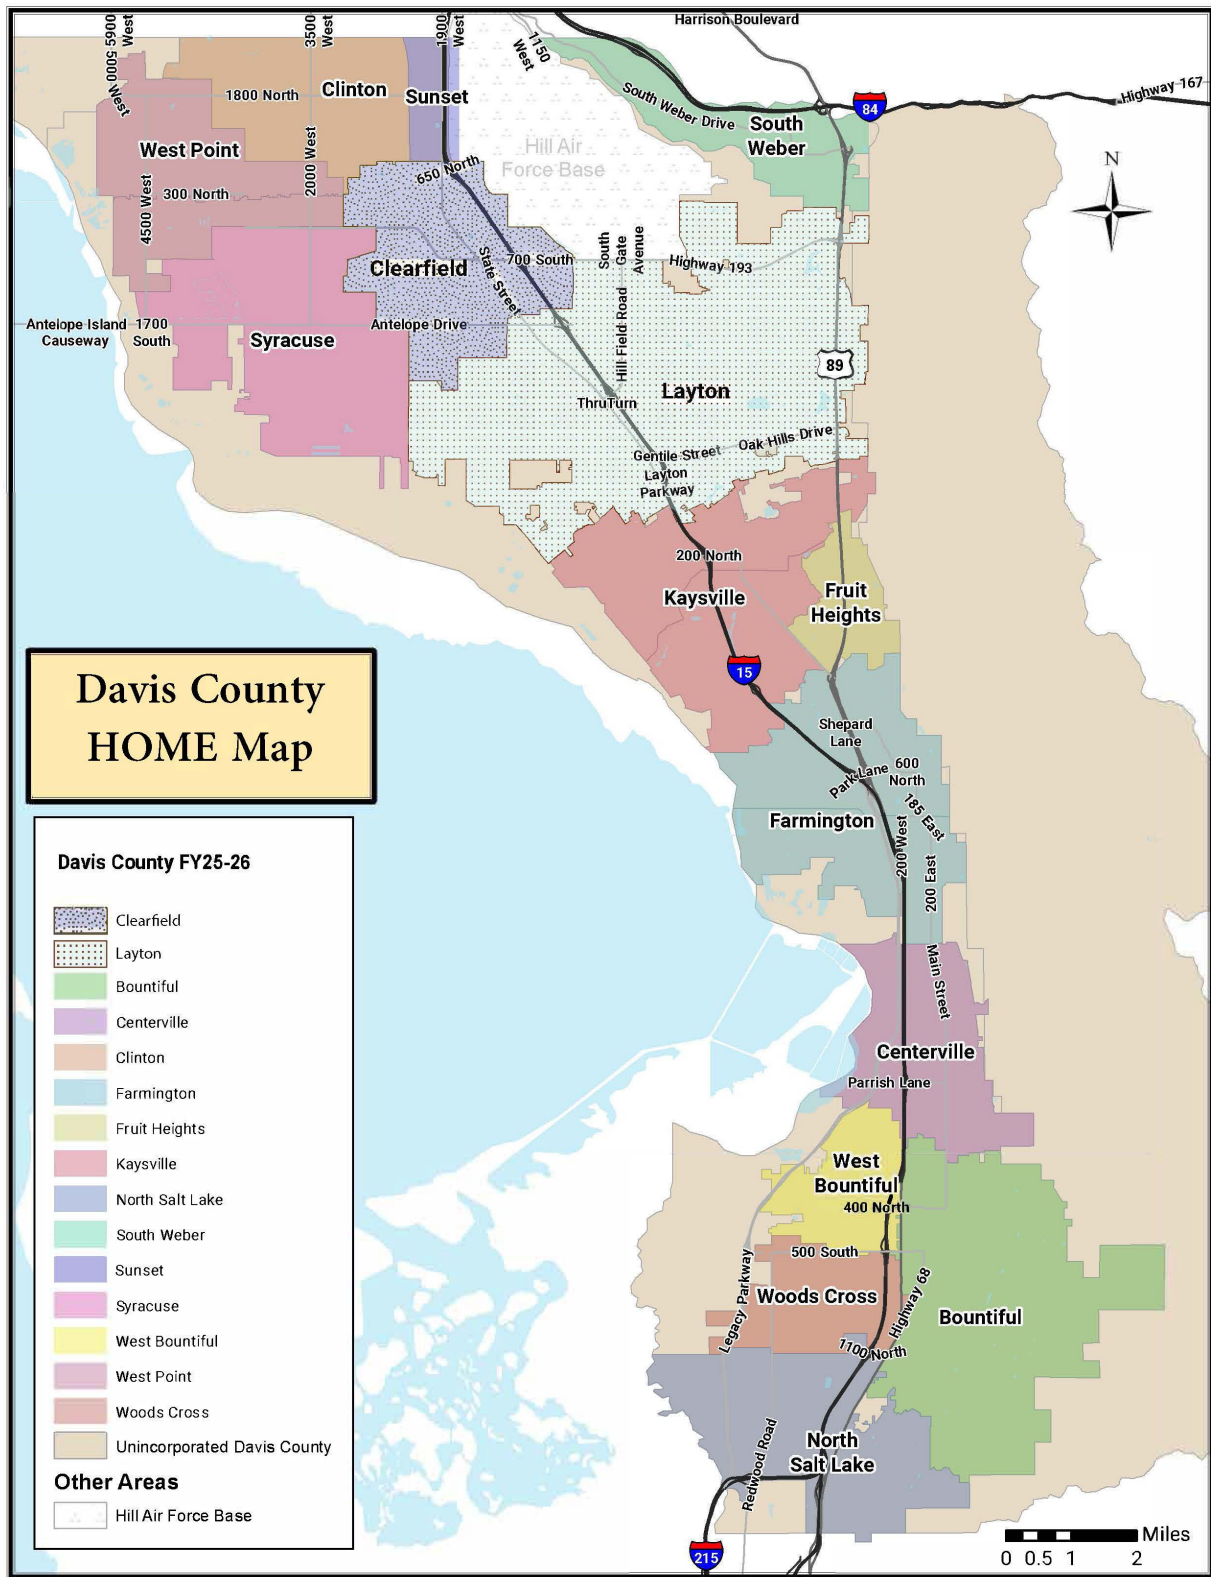 Harrison Boulevard
5900
West
5000
West
3500
West
1900
West
1150
West
Highway 167
84
South Weber Drive
South
Weber
Clinton
Sunset
1800 North
West Point
2000 West
650 North
Hill Air
Force Base
N
300 North
4500 West
Clearfield
State Street
700 South
South
Gate
Avenue
Highway 193
Hill Field Road
Antelope Island
Causeway
1700
South
Syracuse
Antelope Drive
89
Layton
ThruTurn
Gentile Street
Oak Hills Drive
Layton
Parkway
200 North
Kaysville
Fruit
Heights
15
Davis County
HOME Map
Shepard
Lane
Park Lane
600
North
185 East
Farmington
200 West
200 East
Main Street
Centerville
Parrish Lane
West
Bountiful
400 North
500 South
Legacy Parkway
Woods Cross
Highway 68
Bountiful
1100 North
North
Salt Lake
Redwood Road
215
Davis County FY25-26
Clearfield
Layton
Bountiful
Centerville
Clinton
Farmington
Fruit Heights
Kaysville
North Salt Lake
South Weber
Sunset
Syracuse
West Bountiful
West Point
Woods Cross
Unincorporated Davis County
Other Areas
Hill Air Force Base
Miles
0 0.5 1 2